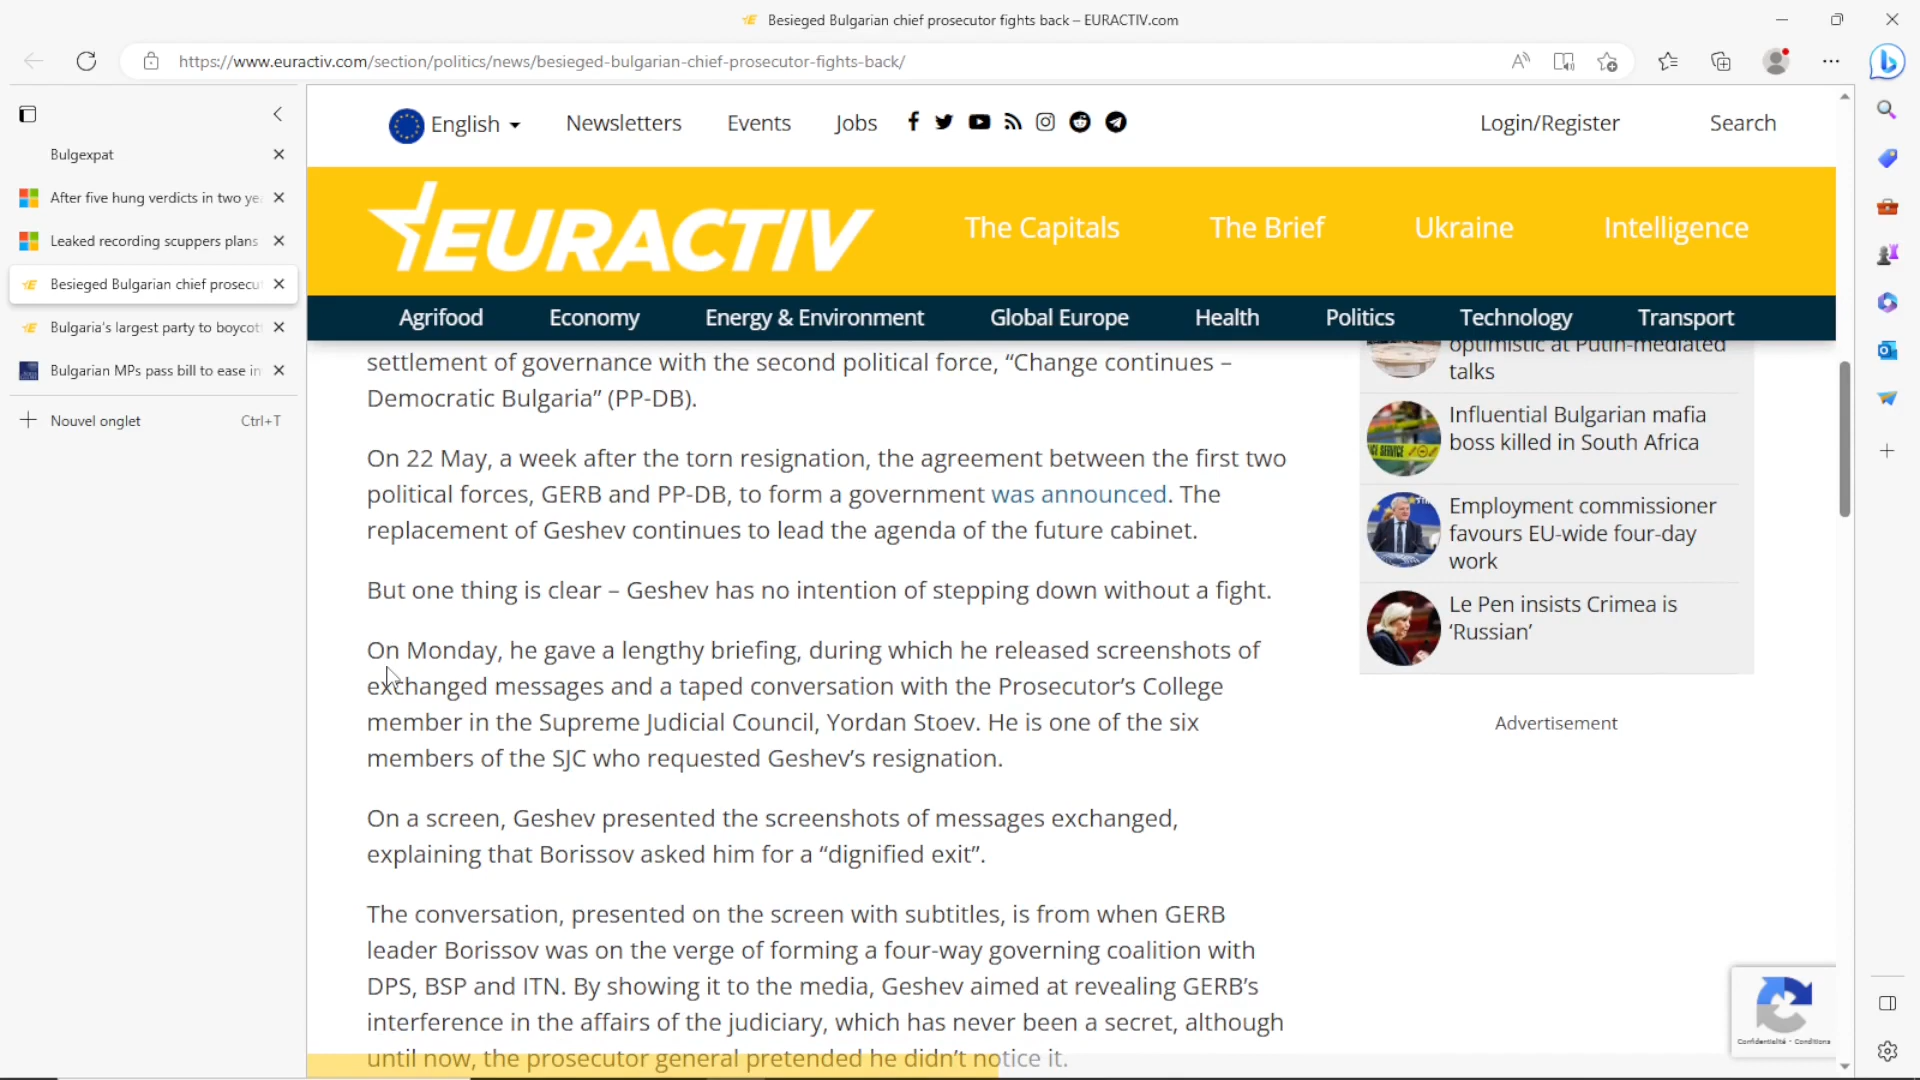 Besieged Bulgarian chief prosecutor fights back – EURACTIV.com
https://www.euractiv.com/section/politics/news/besieged-bulgarian-chief-prosecutor-fights-back/
Bulgexpat
After five hung verdicts in two ye
Leaked recording scuppers plans
Besieged Bulgarian chief prosecu
Bulgaria's largest party to boycot
Bulgarian MPs pass bill to ease in
Nouvel onglet Ctrl+T
English Newsletters Events Jobs Login/Register Search
EURACTIV The Capitals The Brief Ukraine Intelligence
Agrifood Economy Energy & Environment Global Europe Health Politics Technology Transport
settlement of governance with the second political force, “Change continues –
Democratic Bulgaria” (PP-DB).
On 22 May, a week after the torn resignation, the agreement between the first two
political forces, GERB and PP-DB, to form a government was announced. The
replacement of Geshev continues to lead the agenda of the future cabinet.
But one thing is clear – Geshev has no intention of stepping down without a fight.
On Monday, he gave a lengthy briefing, during which he released screenshots of
exchanged messages and a taped conversation with the Prosecutor’s College
member in the Supreme Judicial Council, Yordan Stoev. He is one of the six
members of the SJC who requested Geshev’s resignation.
On a screen, Geshev presented the screenshots of messages exchanged,
explaining that Borissov asked him for a “dignified exit”.
The conversation, presented on the screen with subtitles, is from when GERB
leader Borissov was on the verge of forming a four-way governing coalition with
DPS, BSP and ITN. By showing it to the media, Geshev aimed at revealing GERB’s
interference in the affairs of the judiciary, which has never been a secret, although
until now, the prosecutor general pretended he didn’t notice it.
optimistic at Putin-mediated
talks
Influential Bulgarian mafia
boss killed in South Africa
Employment commissioner
favours EU-wide four-day
work
Le Pen insists Crimea is
‘Russian’
Advertisement
Confidentialité - Conditions